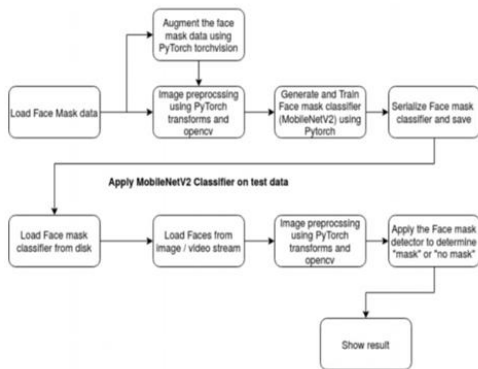 Augment the face
mask data using
PyTorch torchvision
Load Face Mask data
Image preprocssing
using PyTorch
transforms and
opencv
Generate and Train
Face mask classifier
(MobileNetV2) using
Pytorch
Serialize Face mask
classifier and save
Apply MobileNetV2 Classifier on test data
Load Face mask
classifier from disk
Load Faces from
image / video stream
Image preprocssing
using PyTorch
transforms and
opencv
Apply the Face mask
detector to determine
"mask" or "no mask"
Show result